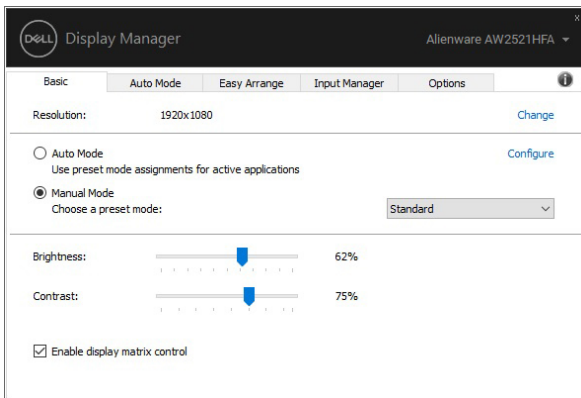 DELL Display Manager Alienware AW2521HFA
Basic Auto Mode Easy Arrange Input Manager Options
Resolution: 1920x1080 Change
Auto Mode Configure
Use preset mode assignments for active applications
Manual Mode
Choose a preset mode: Standard
Brightness: 62%
Contrast: 75%
Enable display matrix control